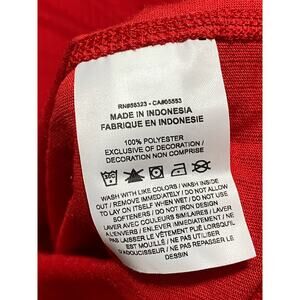 RN#56323 - CA#05553
MADE IN INDONESIA
FABRIQUE EN INDONESIE
100% POLYESTER
EXCLUSIVE OF DECORATION /
DECORATION NON COMPRISE
WASH WITH LIKE COLORS / WASH INSIDE
OUT / REMOVE IMMEDIATELY / DO NOT ALLOW
TO LAY ON ITSELF WHEN WET / DO NOT USE
SOFTENERS / DO NOT IRON DESIGN
LAVER AVEC COULEURS SIMILAIRES / LAVER
A L'ENVERS / ENLEVER IMMEDIATEMENT / NE
PAS LAISSER LE VÊTEMENT PLIÉ LORSQU'IL
EST MOUILLÉ / NE PAS UTILISER
D'ADOUCISSEUR / NE PAS REPASSER LE
DESSIN